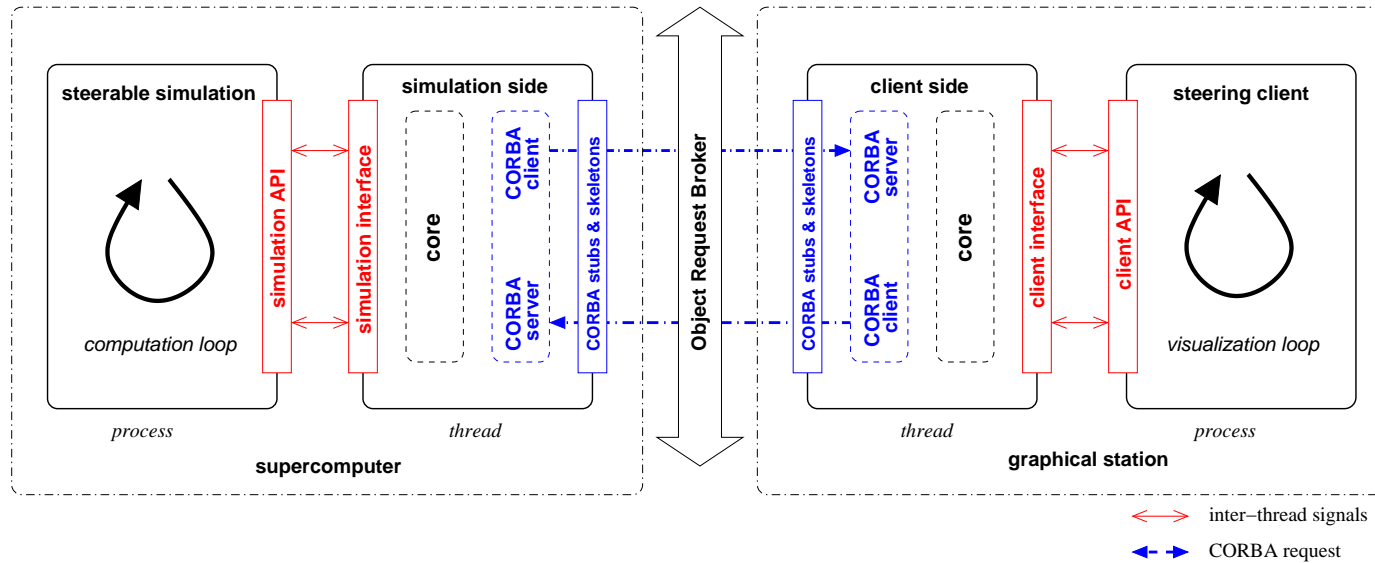 steerable simulation
simulation API
computation loop
process
simulation side
simulation interface
core
CORBA
client
CORBA
server
CORBA stubs & skeletons
thread
supercomputer
Object Request Broker
client side
CORBA stubs & skeletons
CORBA
server
CORBA
client
core
client interface
thread
steering client
client API
visualization loop
process
graphical station
inter−thread signals
CORBA request